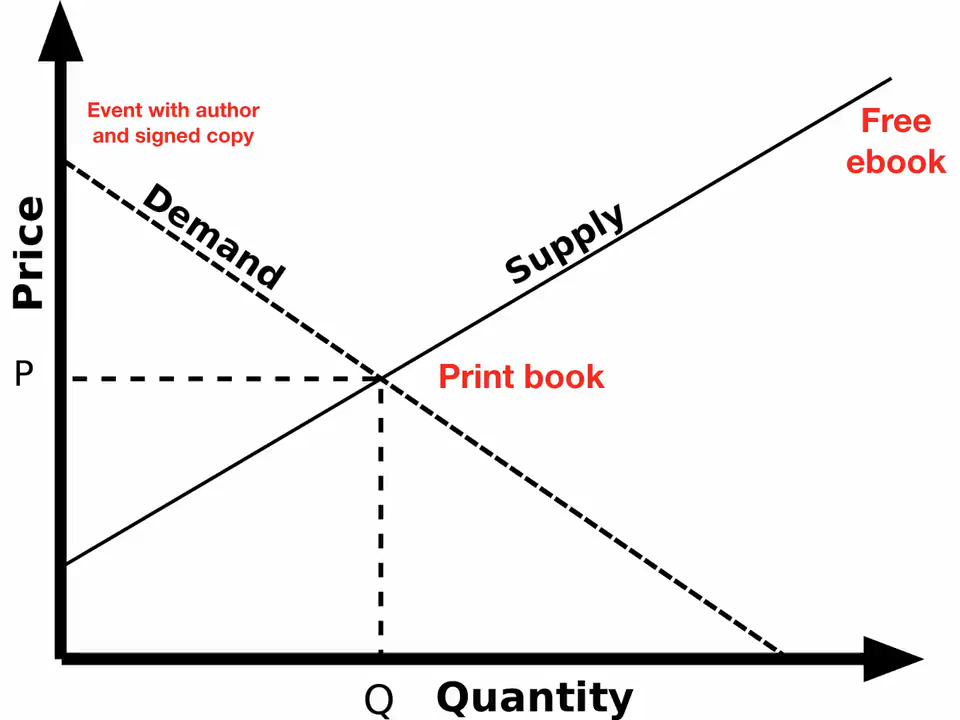 Event with author
and signed copy
Free
ebook
Demand
Supply
Price
P
Print book
Q
Quantity